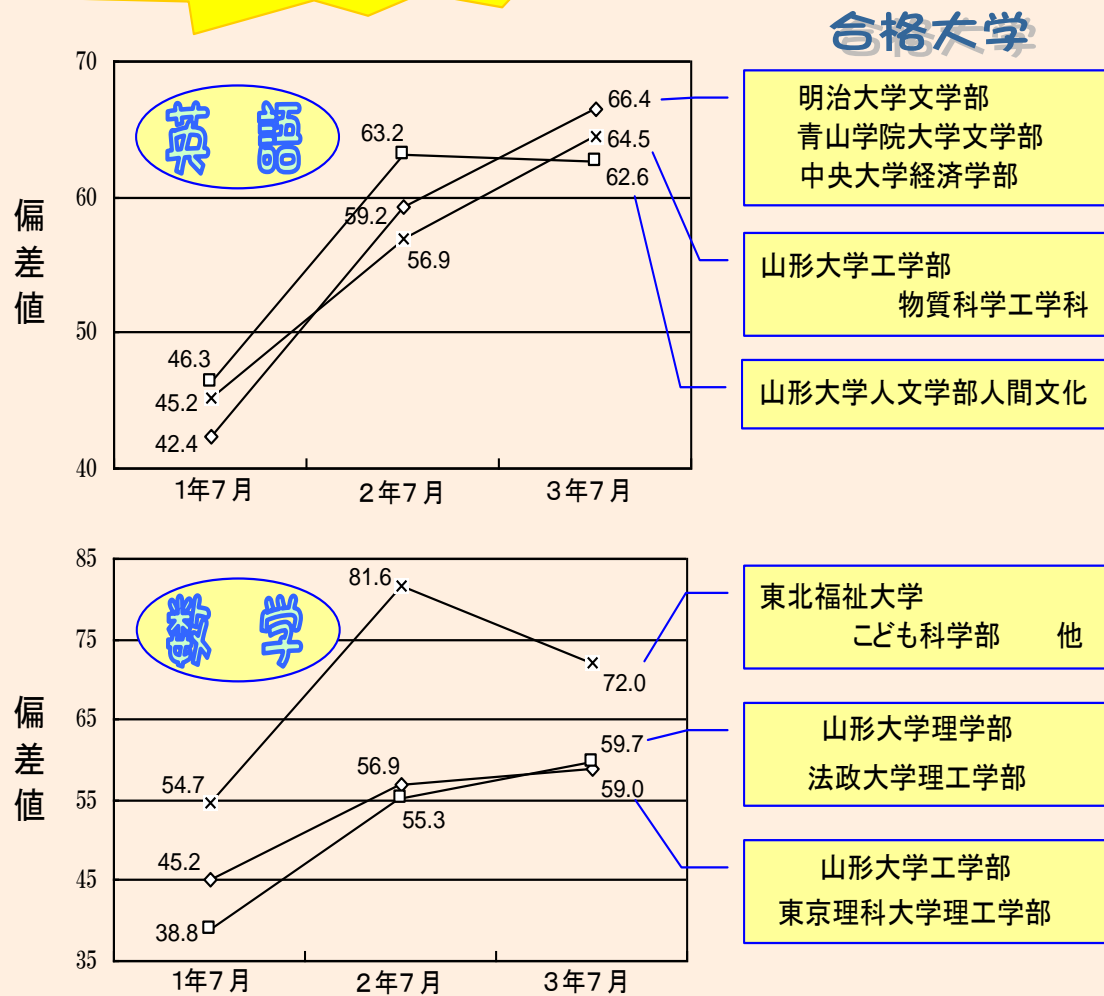 合格大学
英語
偏差値
70
60
50
40
63.2
59.2
56.9
66.4
64.5
62.6
46.3
45.2
42.4
1年7月
2年7月
3年7月
明治大学文学部
青山学院大学文学部
中央大学経済学部
山形大学工学部
物質科学工学科
山形大学人文学部人間文化
数学
偏差値
85
75
65
55
45
35
81.6
72.0
54.7
56.9
55.3
59.7
59.0
45.2
38.8
1年7月
2年7月
3年7月
東北福祉大学
こども科学部 他
山形大学理学部
法政大学理工学部
山形大学工学部
東京理科大学理工学部